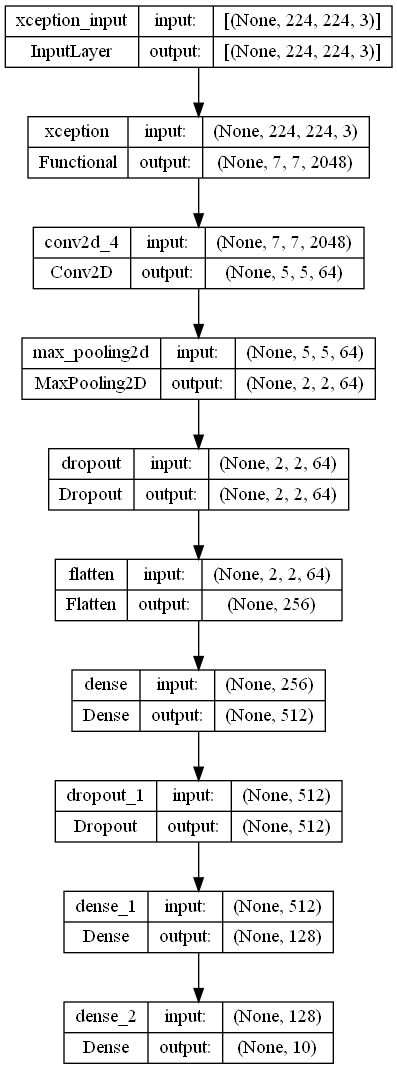 xception_input input: [(None, 224, 224, 3)]
InputLayer output: [(None, 224, 224, 3)]
xception input: (None, 224, 224, 3)
Functional output: (None, 7, 7, 2048)
conv2d_4 input: (None, 7, 7, 2048)
Conv2D output: (None, 5, 5, 64)
max_pooling2d input: (None, 5, 5, 64)
MaxPooling2D output: (None, 2, 2, 64)
dropout input: (None, 2, 2, 64)
Dropout output: (None, 2, 2, 64)
flatten input: (None, 2, 2, 64)
Flatten output: (None, 256)
dense input: (None, 256)
Dense output: (None, 512)
dropout_1 input: (None, 512)
Dropout output: (None, 512)
dense_1 input: (None, 512)
Dense output: (None, 128)
dense_2 input: (None, 128)
Dense output: (None, 10)